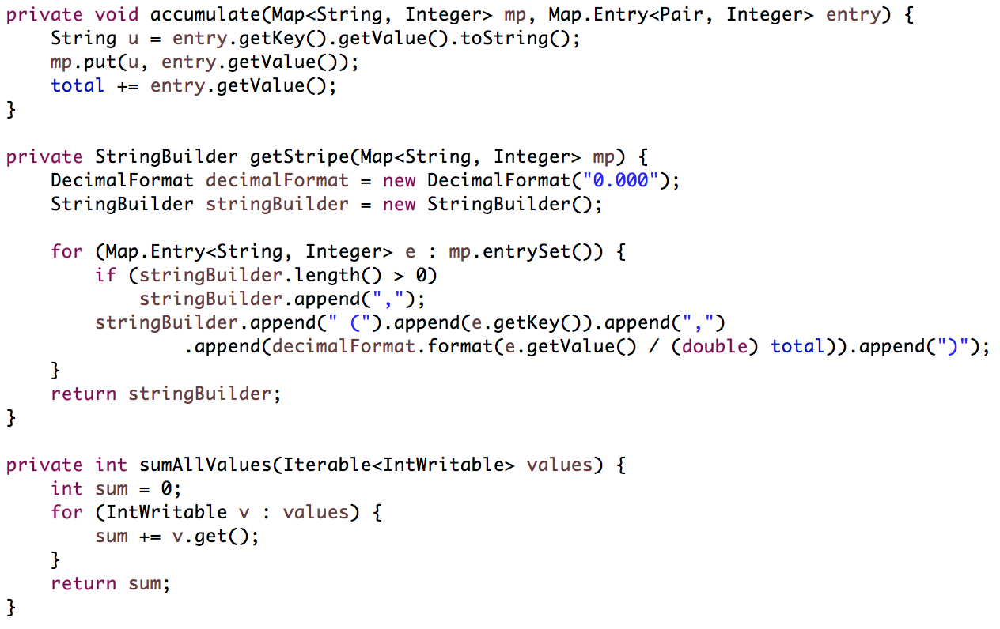 private void accumulate(Map<String, Integer> mp, Map.Entry<Pair, Integer> entry) {
    String u = entry.getKey().getValue().toString();
    mp.put(u, entry.getValue());
    total += entry.getValue();
}

private StringBuilder getStripe(Map<String, Integer> mp) {
    DecimalFormat decimalFormat = new DecimalFormat("0.000");
    StringBuilder stringBuilder = new StringBuilder();

    for (Map.Entry<String, Integer> e : mp.entrySet()) {
        if (stringBuilder.length() > 0)
            stringBuilder.append(",");
        stringBuilder.append(" (").append(e.getKey()).append(",")
                .append(decimalFormat.format(e.getValue() / (double) total)).append(")");
    }
    return stringBuilder;
}

private int sumAllValues(Iterable<IntWritable> values) {
    int sum = 0;
    for (IntWritable v : values) {
        sum += v.get();
    }
    return sum;
}